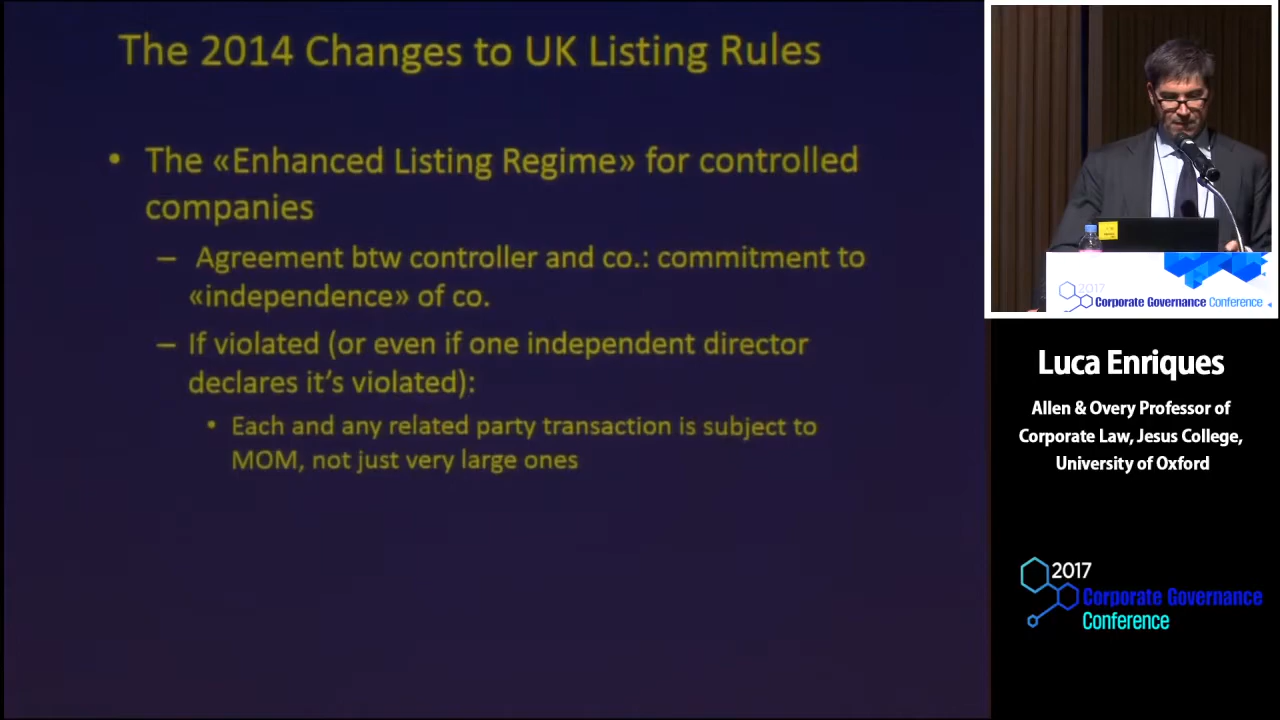 The 2014 Changes to UK Listing Rules
• The «Enhanced Listing Regime» for controlled
companies
– Agreement btw controller and co.: commitment to
«independence» of co.
– If violated (or even if one independent director
declares it's violated):
• Each and any related party transaction is subject to
MOM, not just very large ones
2017
Corporate Governance Conference
Luca Enriques
Allen & Overy Professor of
Corporate Law, Jesus College,
University of Oxford
2017
Corporate Governance
Conference